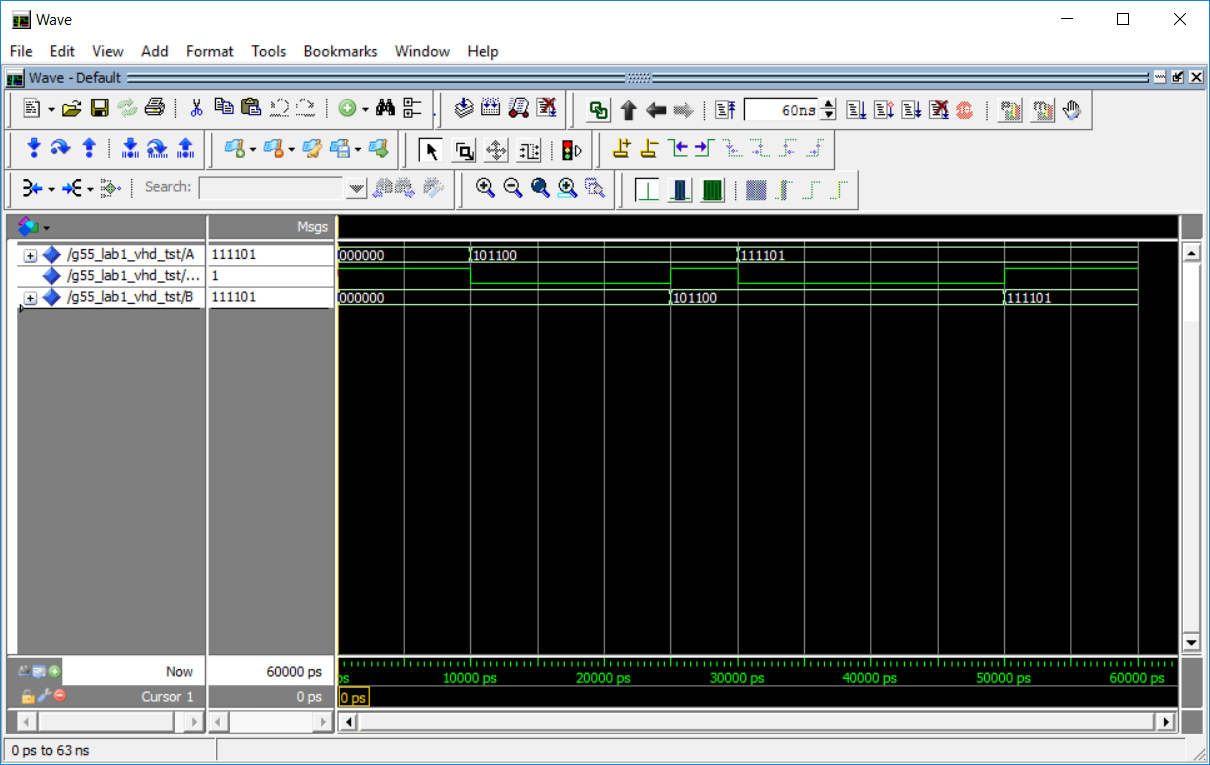 Wave
File Edit View Add Format Tools Bookmarks Window Help
Wave - Default
60ns
Search:
Msgs
/g55_lab1_vhd_tst/A 111101 000000 101100 111101
/g55_lab1_vhd_tst/... 1
/g55_lab1_vhd_tst/B 111101 000000 101100 111101
Now 60000 ps ps 10000 ps 20000 ps 30000 ps 40000 ps 50000 ps 60000 ps
Cursor 1 0 ps 0 ps
0 ps to 63 ns